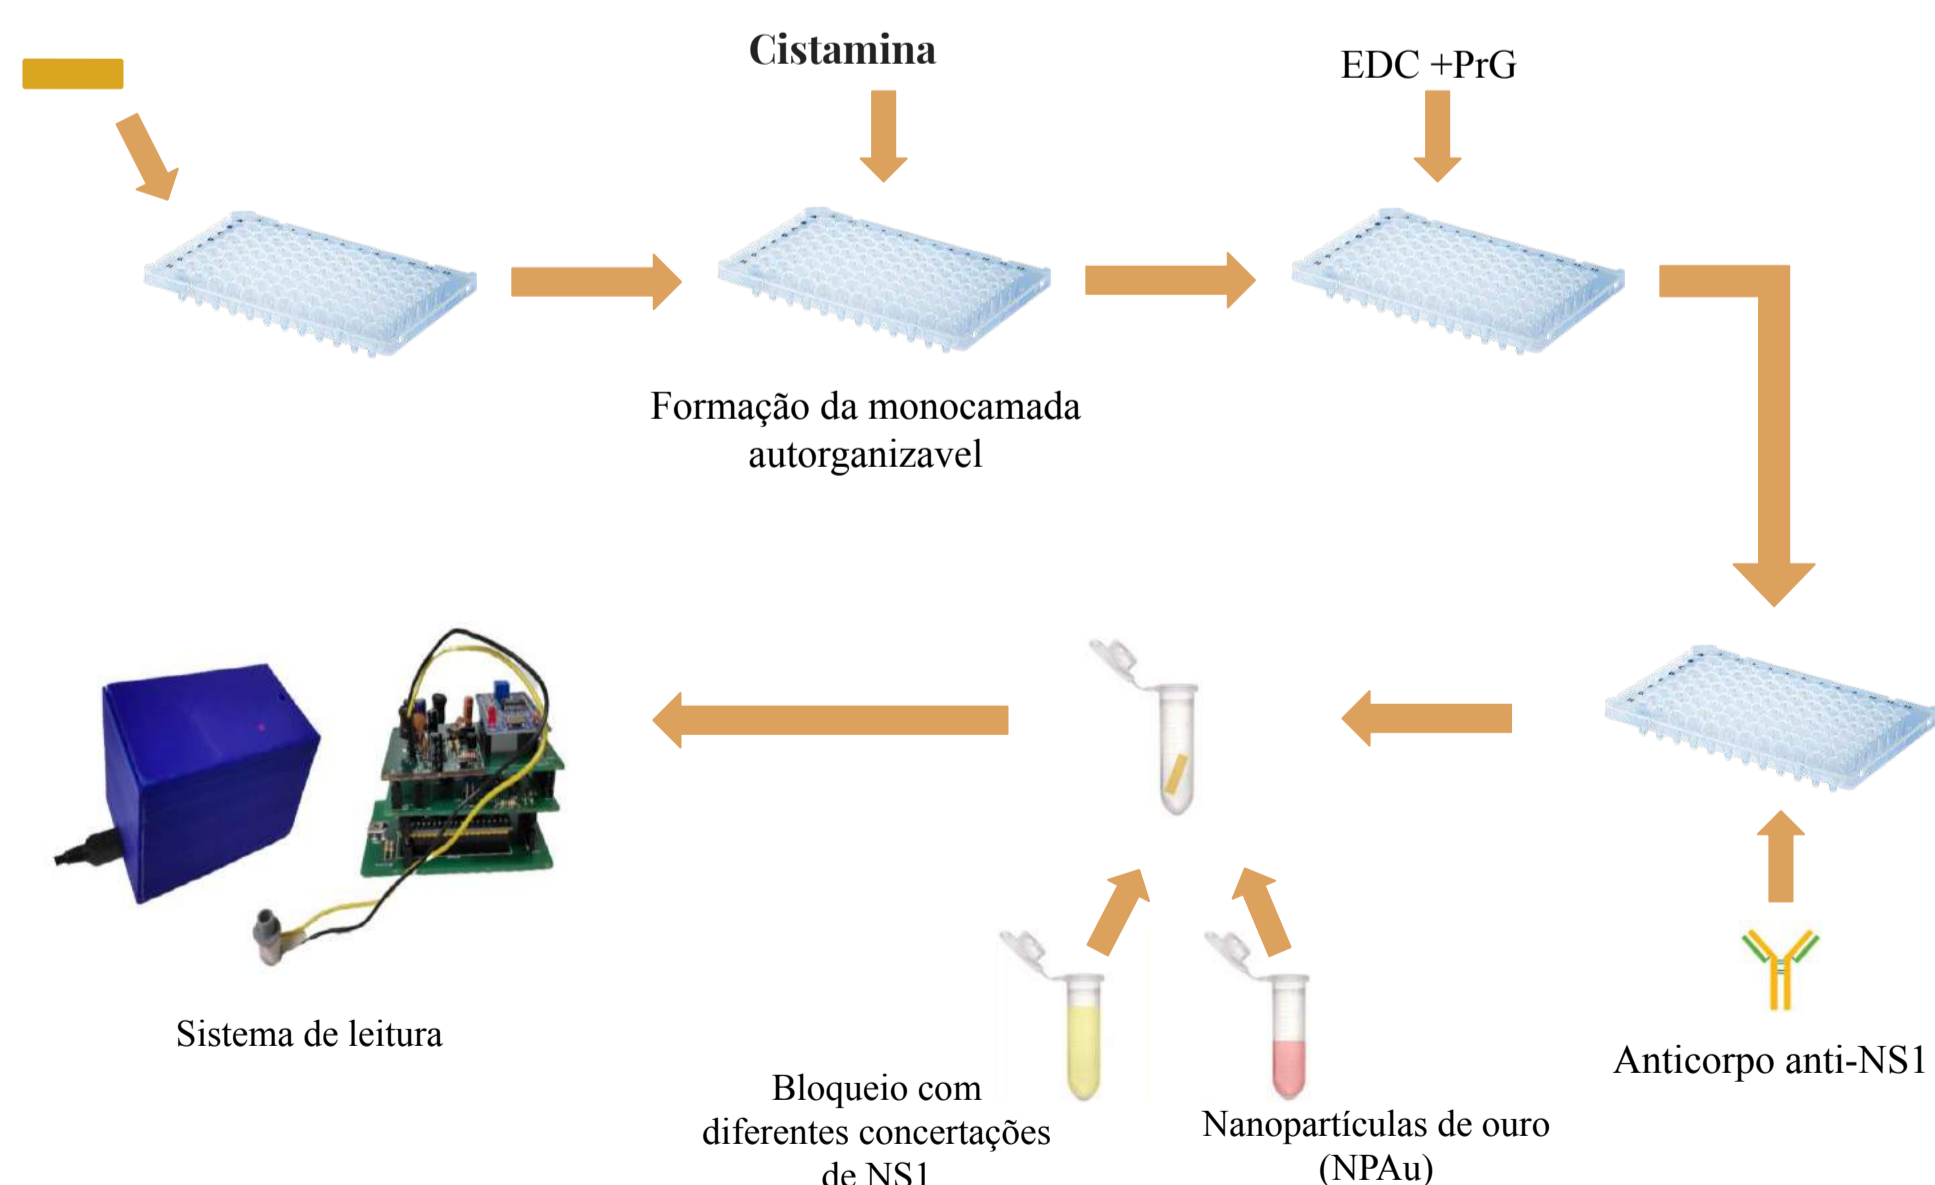 Cistamina
EDC +PrG
Formação da monocamada
autorganizavel
Sistema de leitura
Bloqueio com
diferentes concertações
de NS1
Nanopartículas de ouro
(NPAu)
Anticorpo anti-NS1